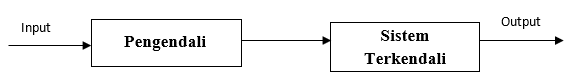 Input
Pengendali
Sistem
Terkendali
Output